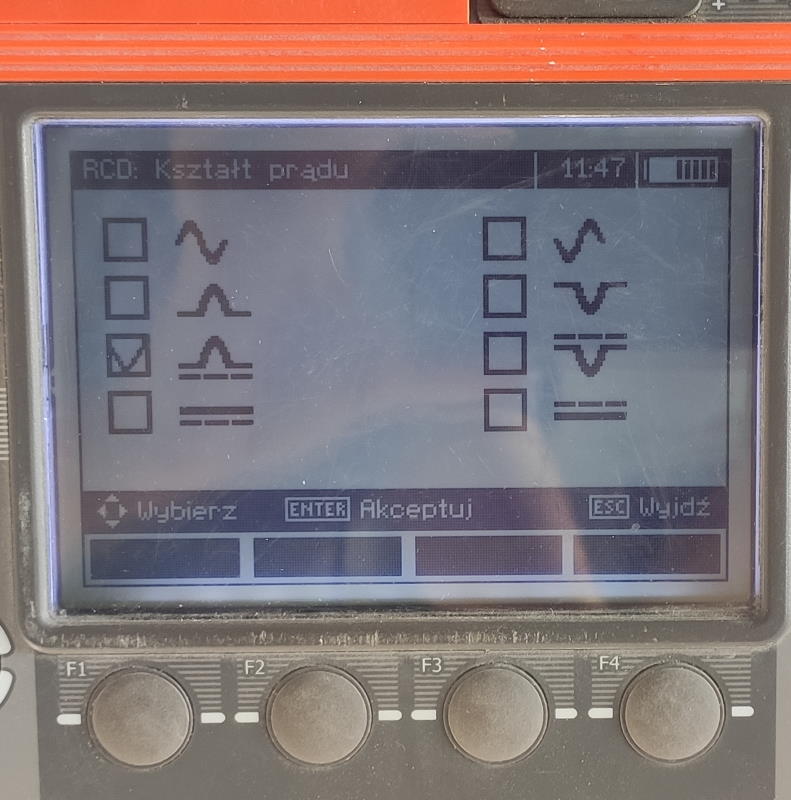 +
RCD: Kształt prądu 11:47
Wybierz ENTER Akceptuj ESC Wyjdź
F1 F2 F3 F4